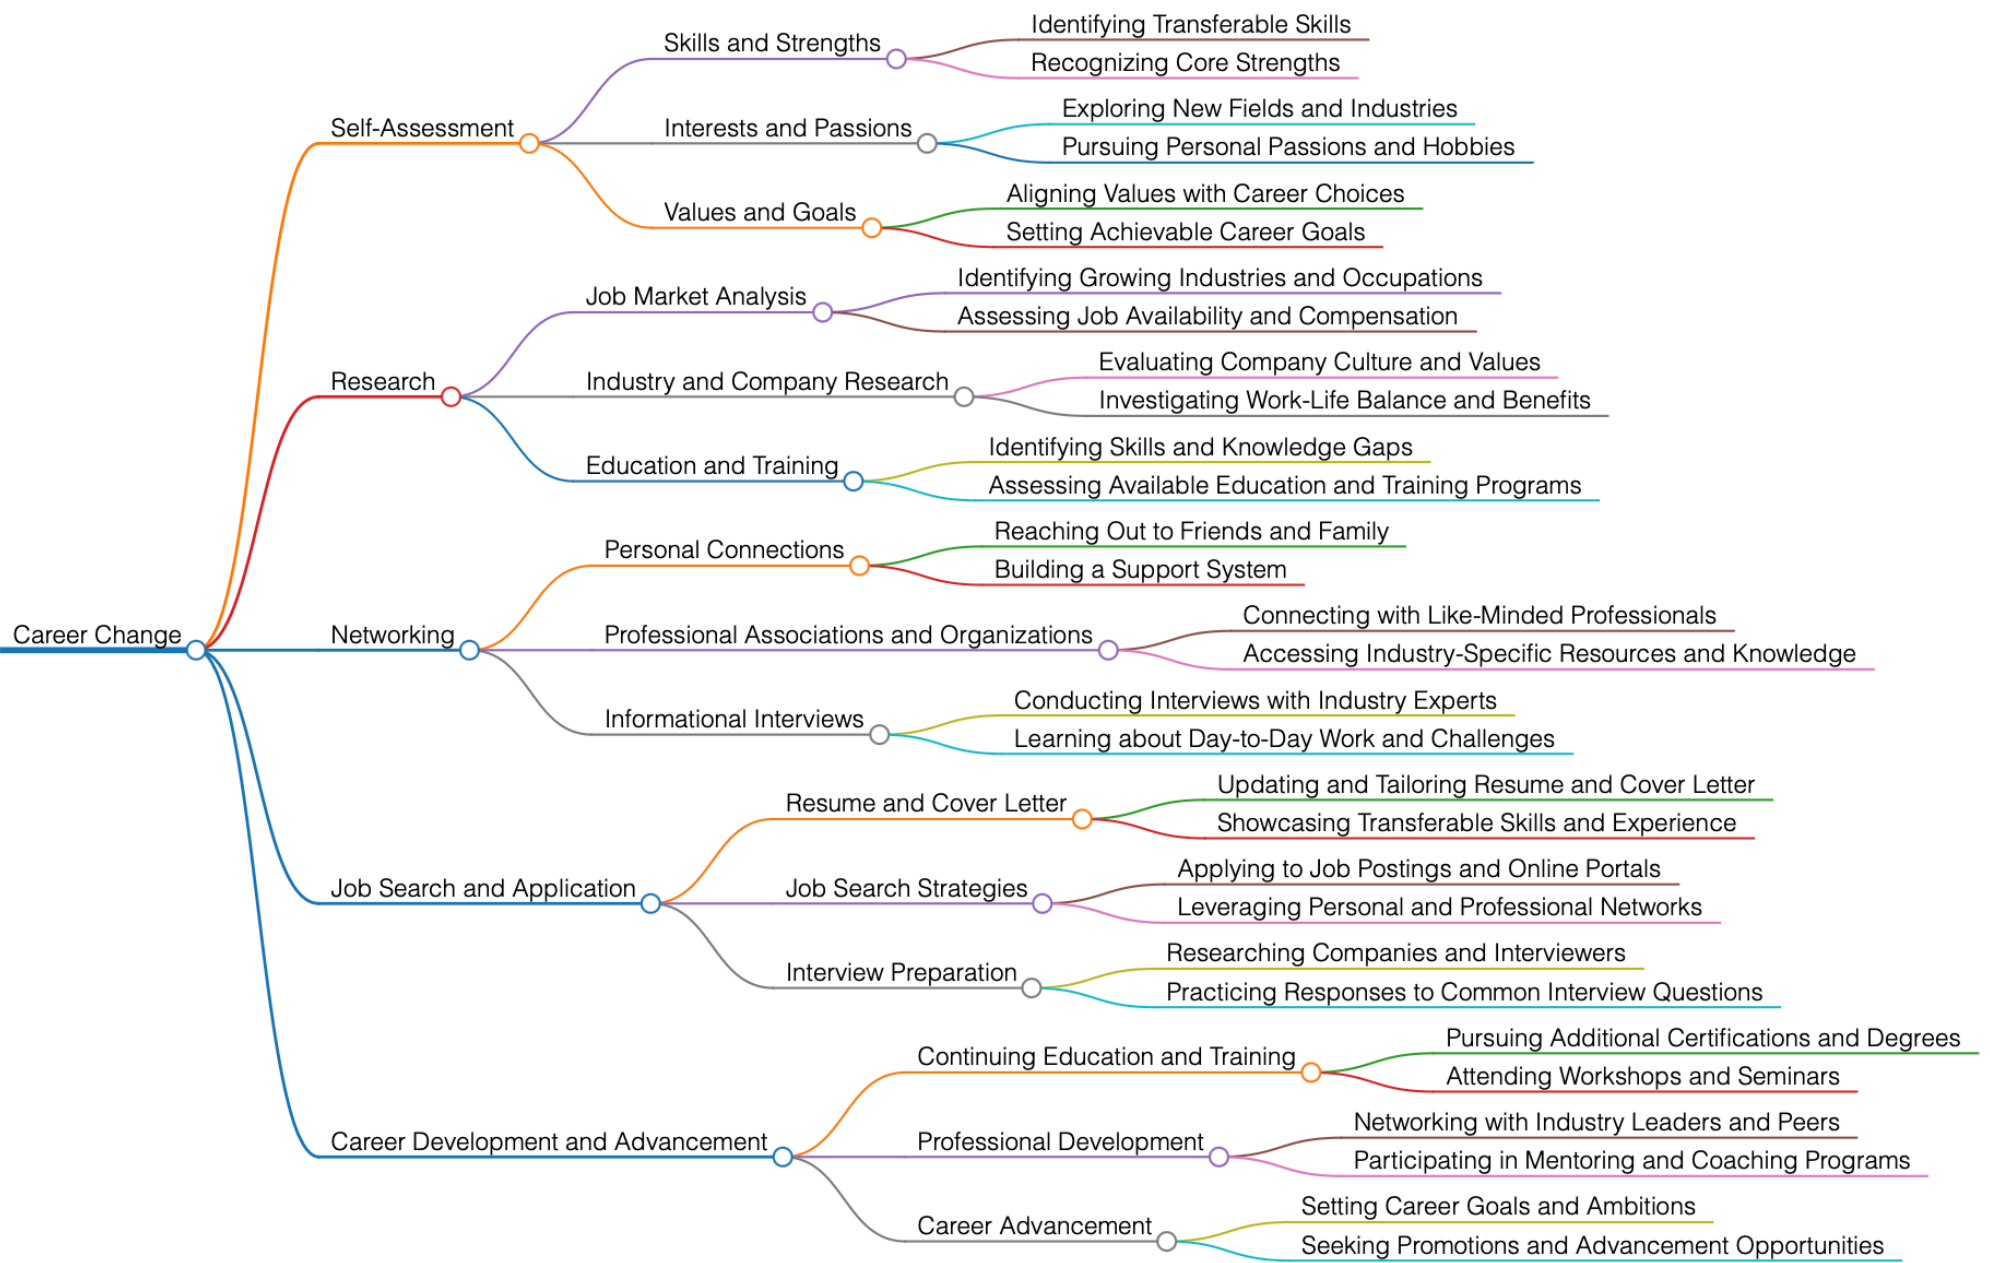 Career Change
Self-Assessment
Skills and Strengths
Identifying Transferable Skills
Recognizing Core Strengths
Interests and Passions
Exploring New Fields and Industries
Pursuing Personal Passions and Hobbies
Values and Goals
Aligning Values with Career Choices
Setting Achievable Career Goals
Research
Job Market Analysis
Identifying Growing Industries and Occupations
Assessing Job Availability and Compensation
Industry and Company Research
Evaluating Company Culture and Values
Investigating Work-Life Balance and Benefits
Education and Training
Identifying Skills and Knowledge Gaps
Assessing Available Education and Training Programs
Networking
Personal Connections
Reaching Out to Friends and Family
Building a Support System
Professional Associations and Organizations
Connecting with Like-Minded Professionals
Accessing Industry-Specific Resources and Knowledge
Informational Interviews
Conducting Interviews with Industry Experts
Learning about Day-to-Day Work and Challenges
Job Search and Application
Resume and Cover Letter
Updating and Tailoring Resume and Cover Letter
Showcasing Transferable Skills and Experience
Job Search Strategies
Applying to Job Postings and Online Portals
Leveraging Personal and Professional Networks
Interview Preparation
Researching Companies and Interviewers
Practicing Responses to Common Interview Questions
Career Development and Advancement
Continuing Education and Training
Pursuing Additional Certifications and Degrees
Attending Workshops and Seminars
Professional Development
Networking with Industry Leaders and Peers
Participating in Mentoring and Coaching Programs
Career Advancement
Setting Career Goals and Ambitions
Seeking Promotions and Advancement Opportunities